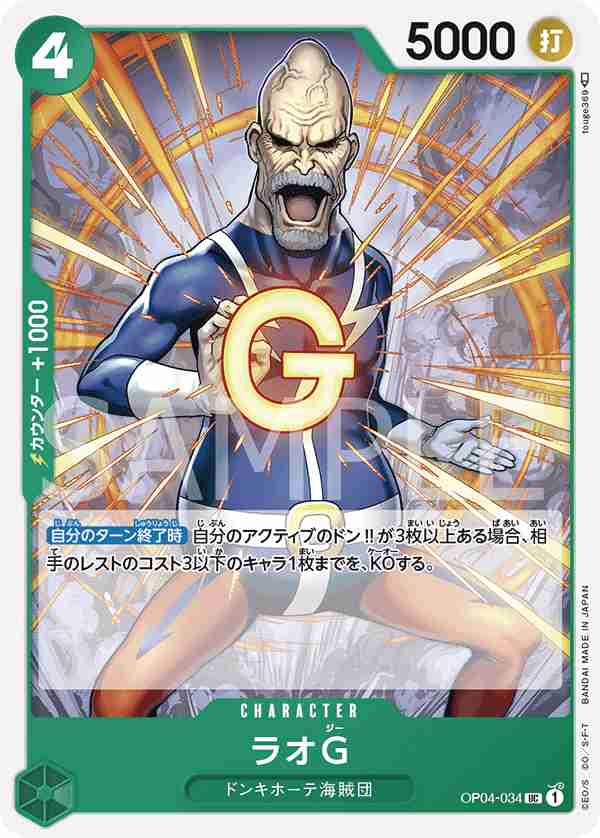 4
5000
打
touge369
カウンター +1000
G
SAMPLE
自分のターン終了時 自分のアクティブのドン!!が3枚以上ある場合、相
手のレストのコスト3以下のキャラ1枚までを、KOする。
CHARACTER
ジー
ラオG
ドンキホーテ海賊団
OP04-034 UC 1
©E.O/S ©O/S・F・T BANDAI MADE IN JAPAN